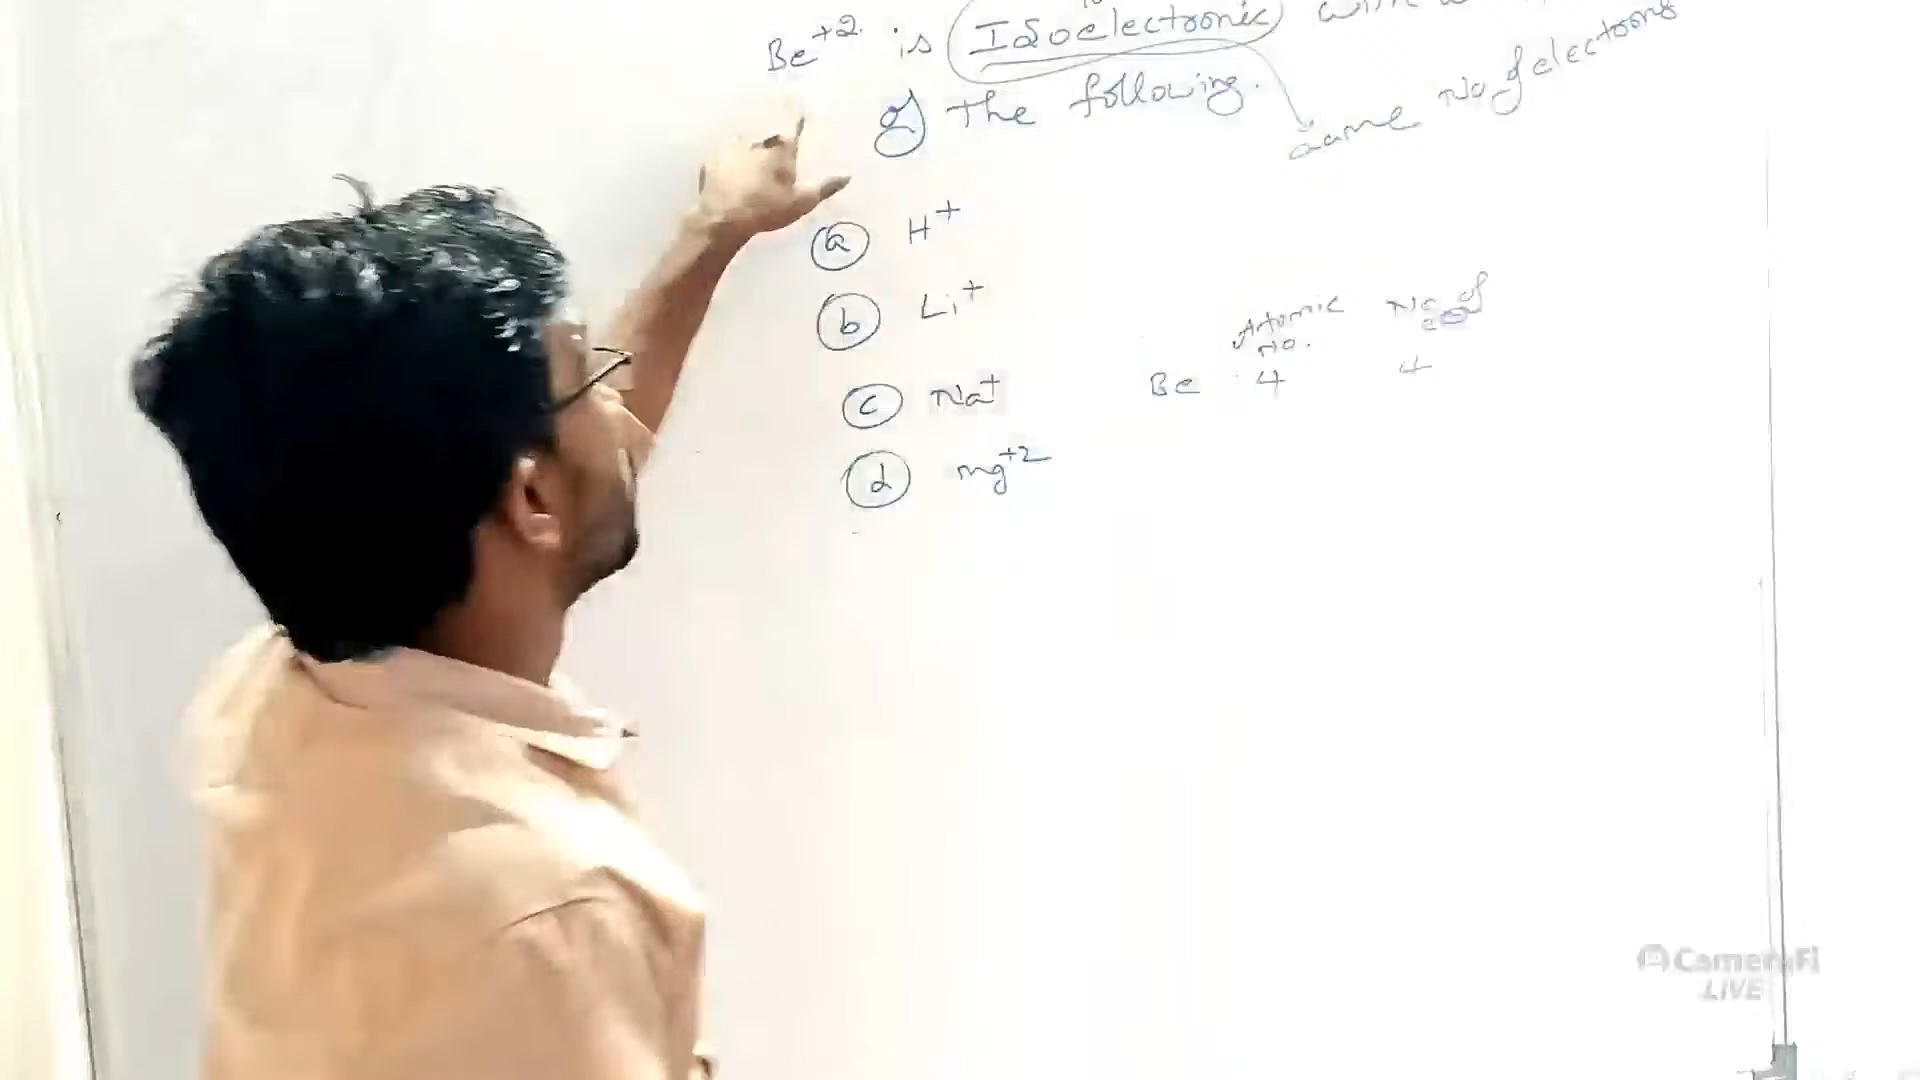 Be+2 is Isoelectronic with
of the following.
Same No of electrons
a H+
b Li+
c Na+
d mg+2
Atomic No. No of e⊖
Be 4 4
CameraFi
LIVE